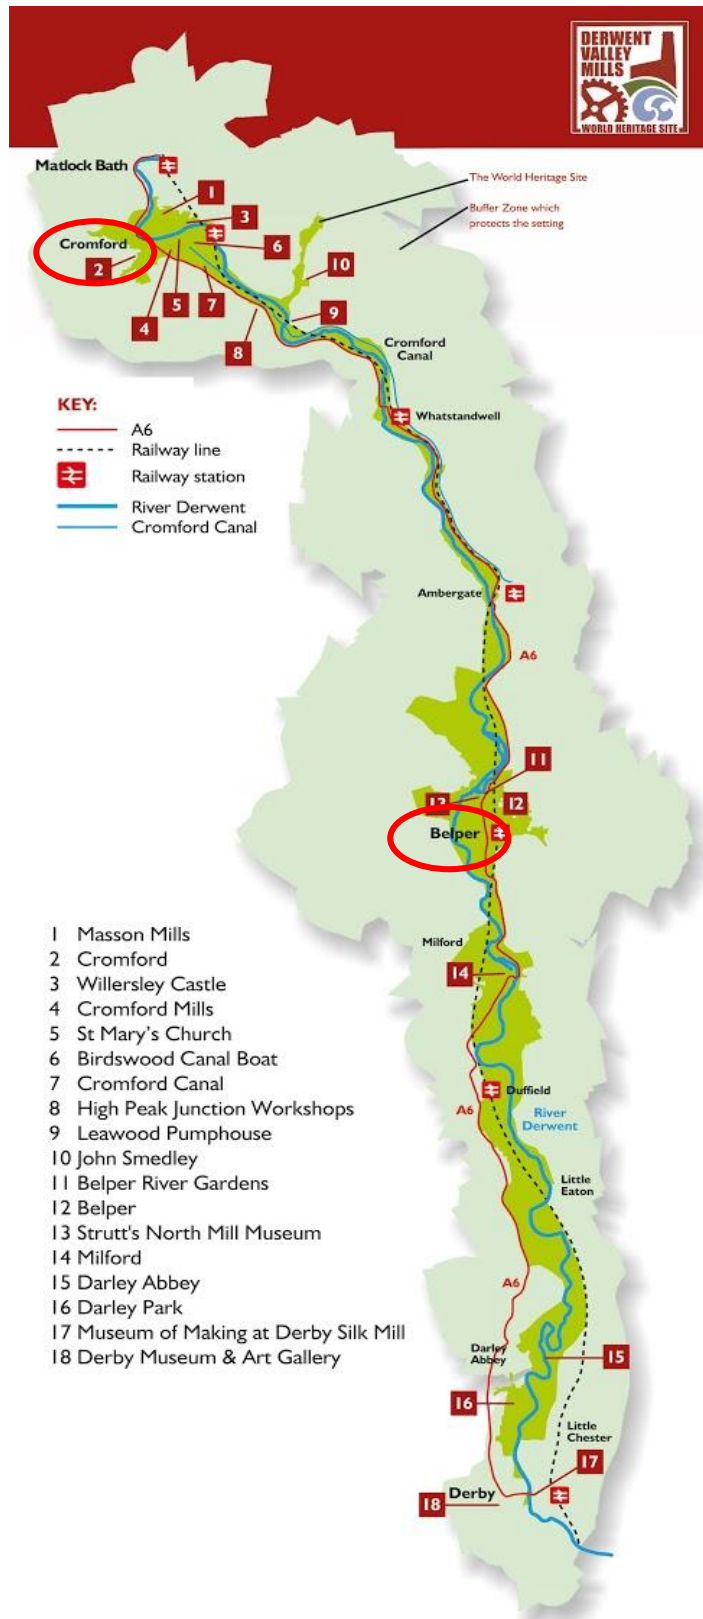 DERWENT
VALLEY
MILLS
WORLD HERITAGE SITE
Matlock Bath
The World Heritage Site
1
Buffer Zone which
protects the setting
3
Cromford
6
2
10
5
7
4
9
8
Cromford
Canal
Whatstandwell
KEY:
A6
Railway line
Railway station
River Derwent
Cromford Canal
Ambergate
A6
11
13
12
Belper
Milford
14
1 Masson Mills
2 Cromford
3 Willersley Castle
4 Cromford Mills
5 St Mary's Church
6 Birdswood Canal Boat
7 Cromford Canal
8 High Peak Junction Workshops
9 Leawood Pumphouse
10 John Smedley
11 Belper River Gardens
12 Belper
13 Strutt's North Mill Museum
14 Milford
15 Darley Abbey
16 Darley Park
17 Museum of Making at Derby Silk Mill
18 Derby Museum & Art Gallery
Duffield
A6
River
Derwent
Little
Eaton
A6
Darley
Abbey
15
16
Little
Chester
17
Derby
18